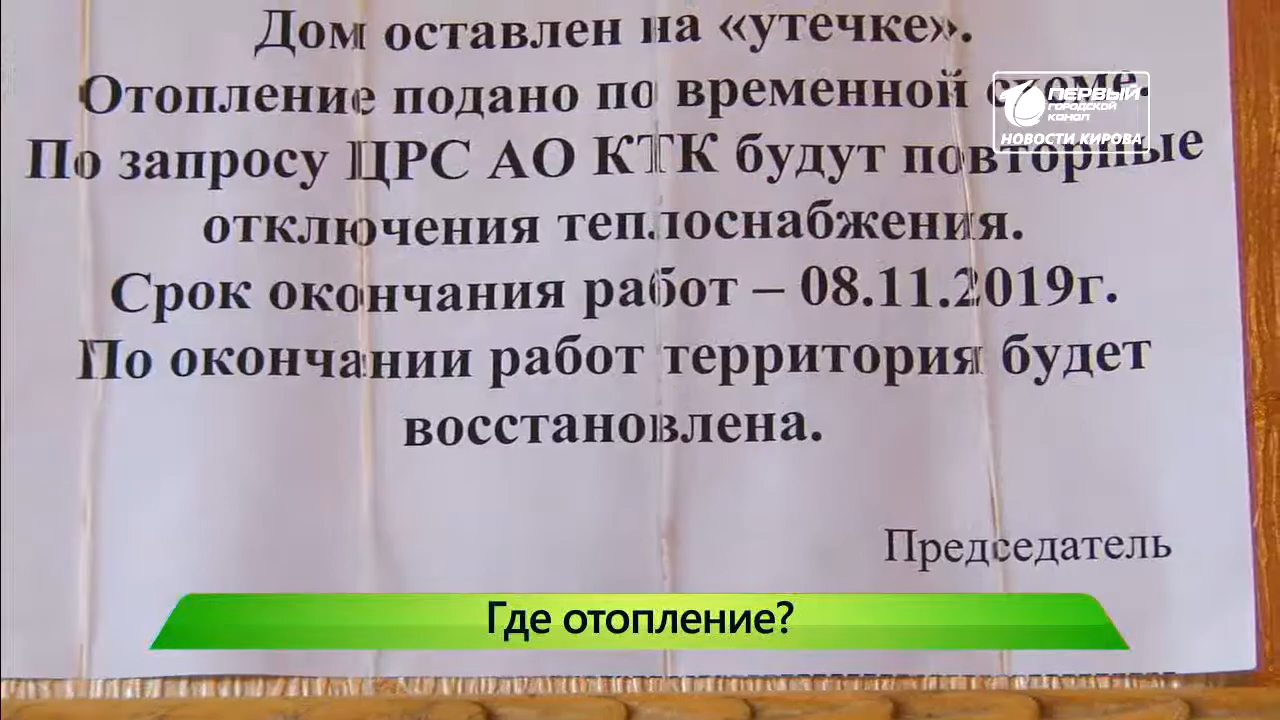 Дом оставлен на «утечке».
Отопление подано по временной схеме
ПЕРВЫЙ
ГОРОДСКОЙ
КАНАЛ
НОВОСТИ КИРОВА
По запросу ЦРС АО КТК будут повторные
отключения теплоснабжения.
Срок окончания работ – 08.11.2019г.
По окончании работ территория будет
восстановлена.
Председатель
Где отопление?